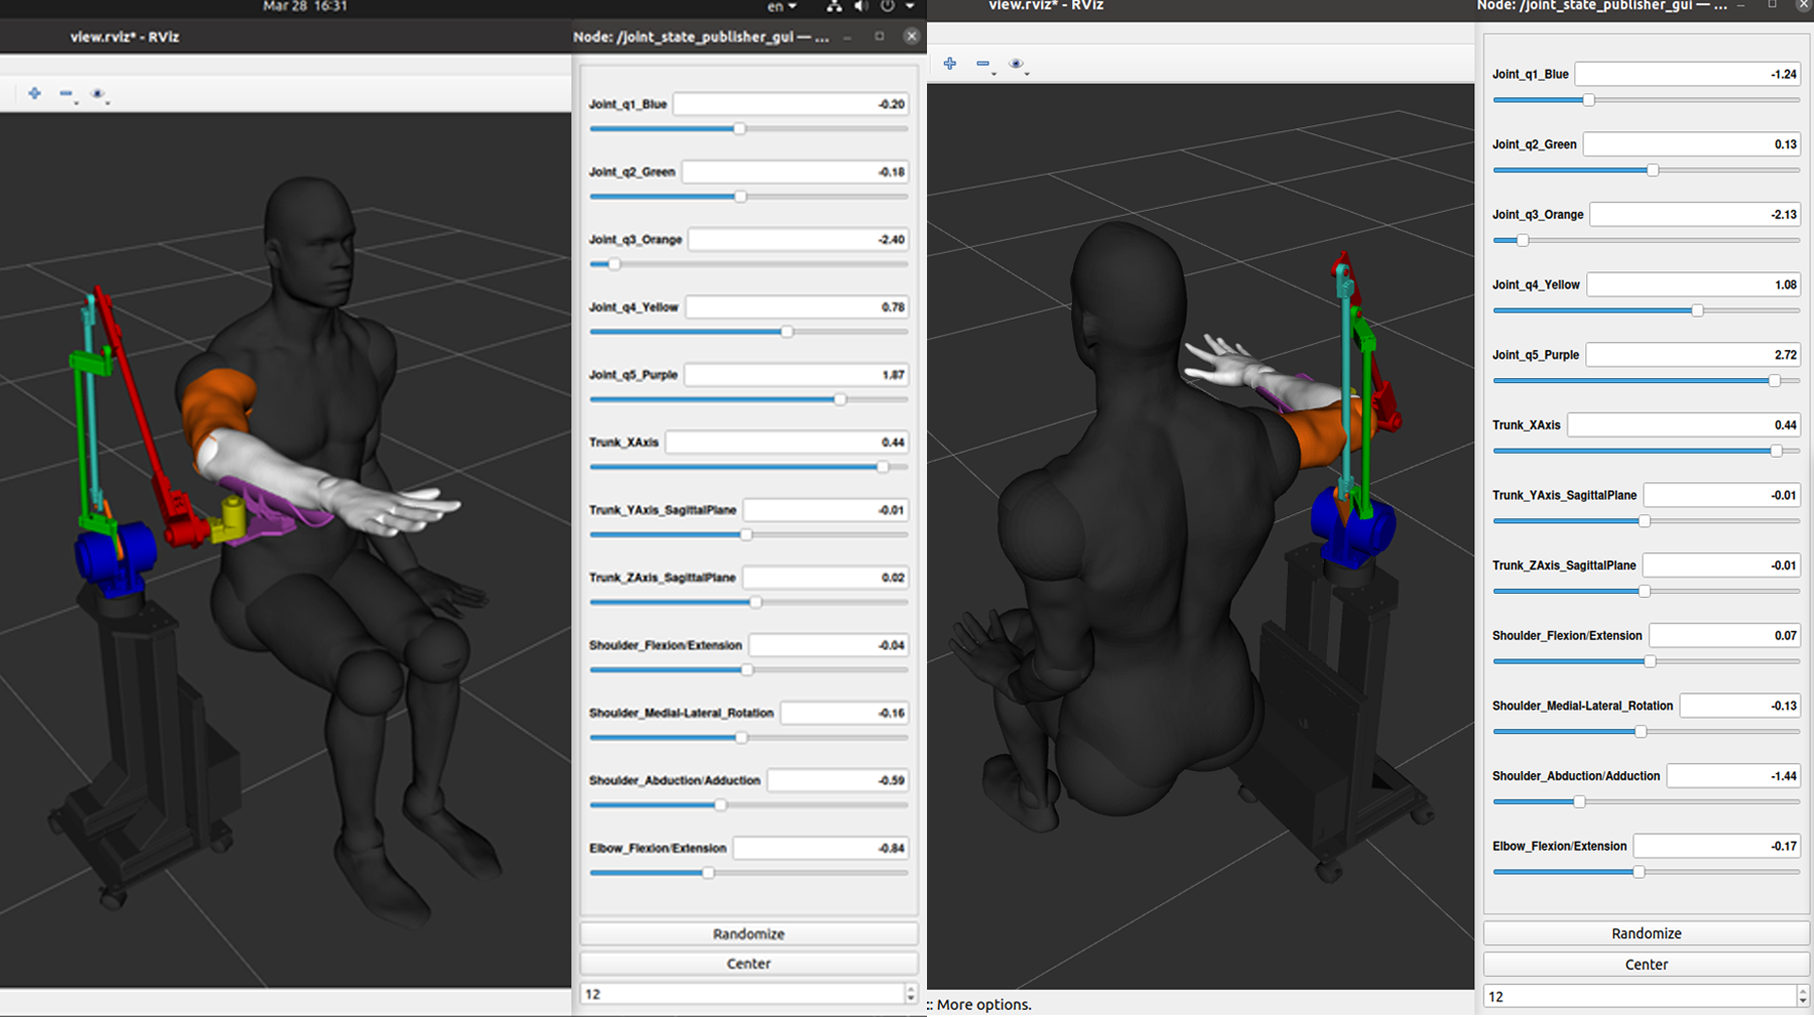 Mar 28 16:31
en
view.rviz* - RViz
Node: /joint_state_publisher_gui — ...
Joint_q1_Blue -0.20
Joint_q2_Green -0.18
Joint_q3_Orange -2.40
Joint_q4_Yellow 0.78
Joint_q5_Purple 1.87
Trunk_XAxis 0.44
Trunk_YAxis_SagittalPlane -0.01
Trunk_ZAxis_SagittalPlane 0.02
Shoulder_Flexion/Extension -0.04
Shoulder_Medial-Lateral_Rotation -0.16
Shoulder_Abduction/Adduction -0.59
Elbow_Flexion/Extension -0.84
Randomize
Center
12
view.rviz* - RViz
Node: /joint_state_publisher_gui — ...
Joint_q1_Blue -1.24
Joint_q2_Green 0.13
Joint_q3_Orange -2.13
Joint_q4_Yellow 1.08
Joint_q5_Purple 2.72
Trunk_XAxis 0.44
Trunk_YAxis_SagittalPlane -0.01
Trunk_ZAxis_SagittalPlane -0.01
Shoulder_Flexion/Extension 0.07
Shoulder_Medial-Lateral_Rotation -0.13
Shoulder_Abduction/Adduction -1.44
Elbow_Flexion/Extension -0.17
Randomize
Center
12
: More options.